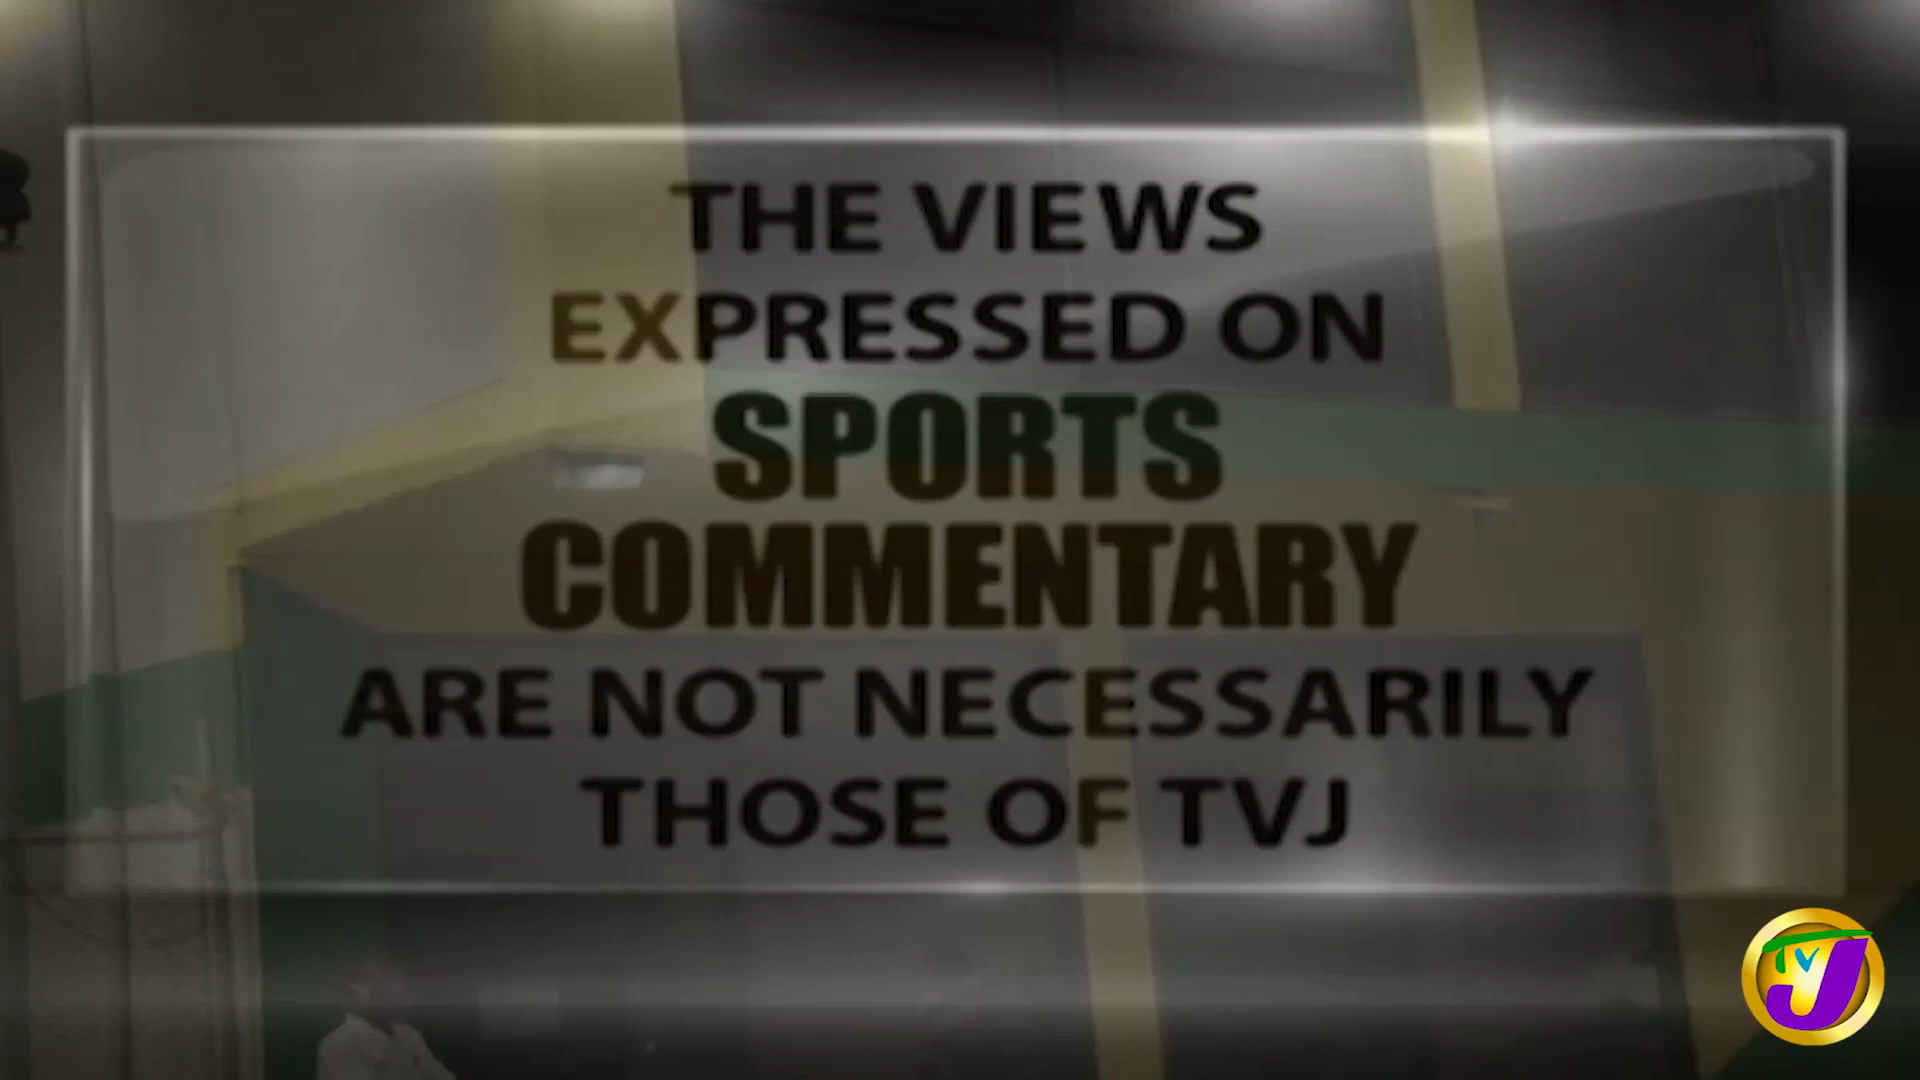 THE VIEWS
EXPRESSED ON
SPORTS
COMMENTARY
ARE NOT NECESSARILY
THOSE OF TVJ
TVJ